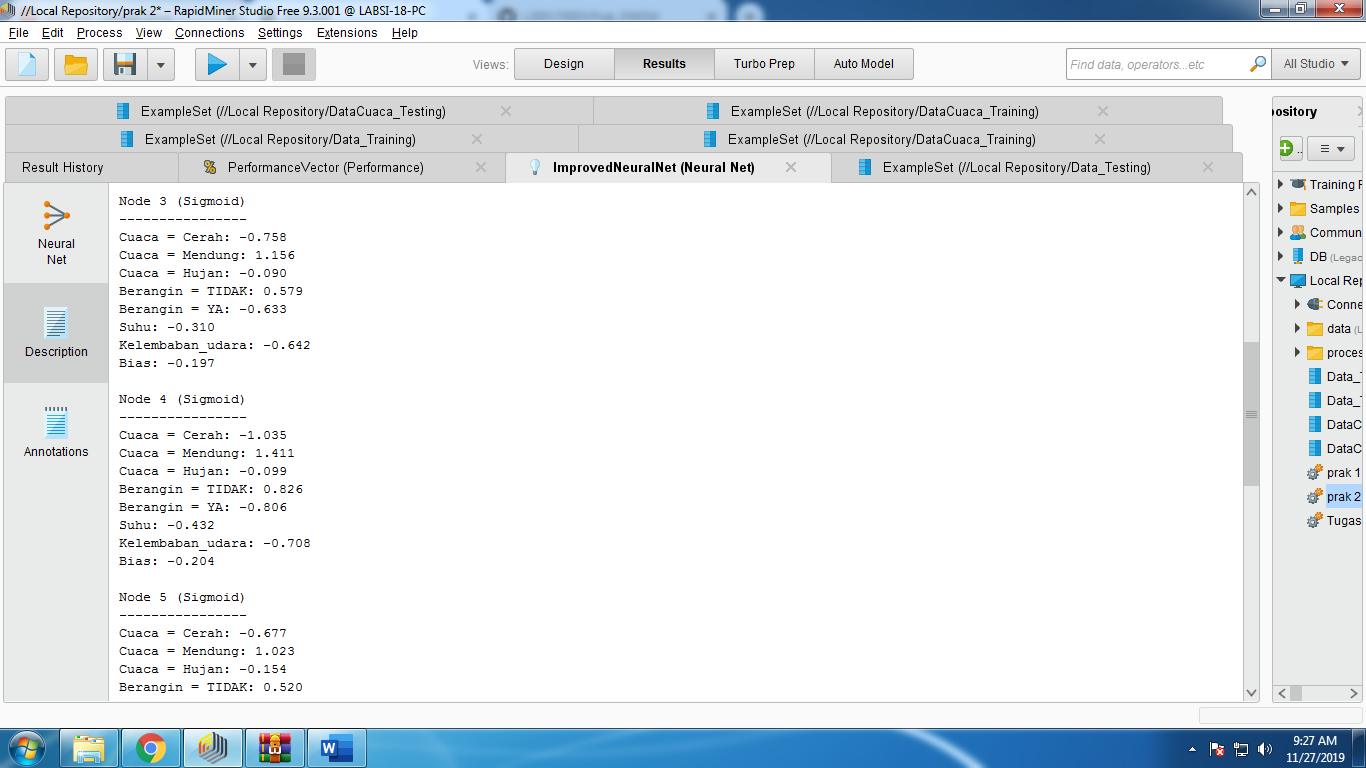 //Local Repository/prak 2* – RapidMiner Studio Free 9.3.001 @ LABSI-18-PC
File Edit Process View Connections Settings Extensions Help
Views: Design Results Turbo Prep Auto Model Find data, operators...etc All Studio
ExampleSet (///Local Repository/DataCuaca_Testing) ExampleSet (///Local Repository/DataCuaca_Training)
ExampleSet (///Local Repository/Data_Training) ExampleSet (///Local Repository/DataCuaca_Training)
Result History PerformanceVector (Performance) ImprovedNeuralNet (Neural Net) ExampleSet (///Local Repository/Data_Testing)
Neural
Net
Description
Annotations
Node 3 (Sigmoid)
----------------
Cuaca = Cerah: -0.758
Cuaca = Mendung: 1.156
Cuaca = Hujan: -0.090
Berangin = TIDAK: 0.579
Berangin = YA: -0.633
Suhu: -0.310
Kelembaban_udara: -0.642
Bias: -0.197
Node 4 (Sigmoid)
----------------
Cuaca = Cerah: -1.035
Cuaca = Mendung: 1.411
Cuaca = Hujan: -0.099
Berangin = TIDAK: 0.826
Berangin = YA: -0.806
Suhu: -0.432
Kelembaban_udara: -0.708
Bias: -0.204
Node 5 (Sigmoid)
----------------
Cuaca = Cerah: -0.677
Cuaca = Mendung: 1.023
Cuaca = Hujan: -0.154
Berangin = TIDAK: 0.520
pository
Training F
Samples
Commun
DB (Legac
Local Rep
Conne
data (L
proces
Data_T
Data_T
DataC
DataC
prak 1
prak 2
Tugas
9:27 AM
11/27/2019